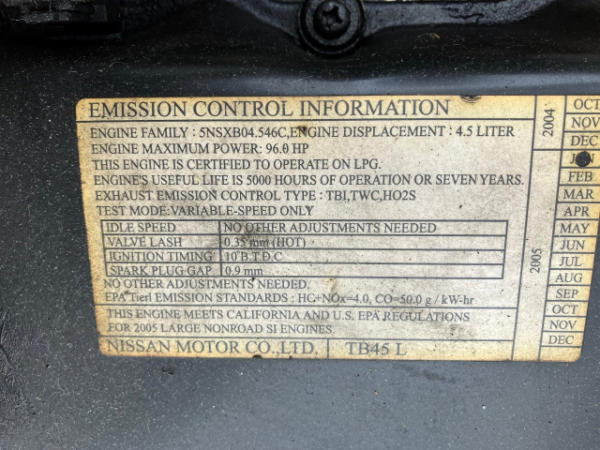 EMISSION CONTROL INFORMATION
ENGINE FAMILY : 5NSXB04.546C,ENGINE DISPLACEMENT : 4.5 LITER
ENGINE MAXIMUM POWER: 96.0 HP
THIS ENGINE IS CERTIFIED TO OPERATE ON LPG.
ENGINE'S USEFUL LIFE IS 5000 HOURS OF OPERATION OR SEVEN YEARS.
EXHAUST EMISSION CONTROL TYPE : TBI,TWC,HO2S
TEST MODE:VARIABLE-SPEED ONLY
IDLE SPEED NO OTHER ADJUSTMENTS NEEDED
VALVE LASH 0.35 mm (HOT)
IGNITION TIMING 10°B.T.D.C
SPARK PLUG GAP 0.9 mm
NO OTHER ADJUSTMENTS NEEDED.
EPA Tier1 EMISSION STANDARDS : HC+NOx=4.0, CO=50.0 g / kW-hr
THIS ENGINE MEETS CALIFORNIA AND U.S. EPA REGULATIONS
FOR 2005 LARGE NONROAD SI ENGINES.
NISSAN MOTOR CO.,LTD. TB45 L
2004
OCT
NOV
DEC
2005
JAN
FEB
MAR
APR
MAY
JUN
JUL
AUG
SEP
OCT
NOV
DEC